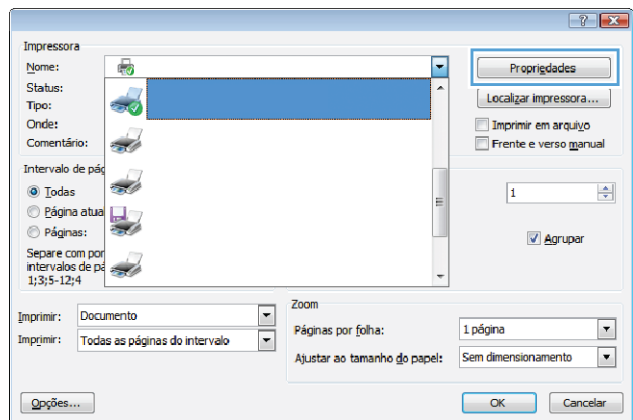 Impressora
Nome:
Propriedades
Status:
Tipo:
Localizar impressora...
Onde:
Imprimir em arquivo
Comentário:
Frente e verso manual
Intervalo de pág
Todas
1
Página atua
Páginas:
Agrupar
Separe com por
intervalos de pá
1;3;5-12;4
Imprimir: Documento
Imprimir: Todas as páginas do intervalo
Zoom
Páginas por folha: 1 página
Ajustar ao tamanho do papel: Sem dimensionamento
Opções...
OK
Cancelar